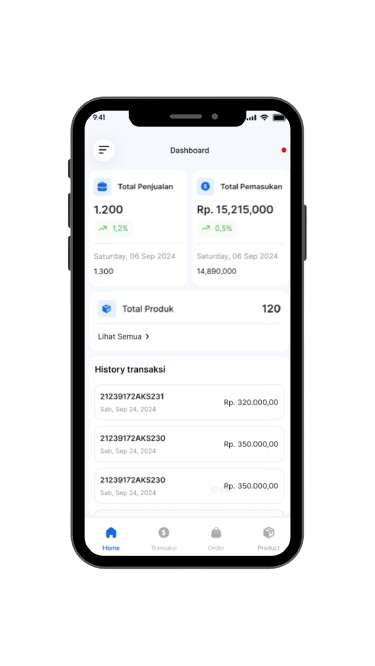 9:41
Dashboard
Total Penjualan
1.200
1,2%
Saturday, 06 Sep 2024
1.300
Total Pemasukan
Rp. 15,215,000
0,5%
Saturday, 06 Sep 2024
14,890,000
Total Produk
120
Lihat Semua
History transaksi
21239172AKS231
Sab, Sep 24, 2024
Rp. 320.000,00
21239172AKS230
Sab, Sep 24, 2024
Rp. 350.000,00
21239172AKS230
Sab, Sep 24, 2024
Rp. 350.000,00
Home
Transaksi
Order
Product